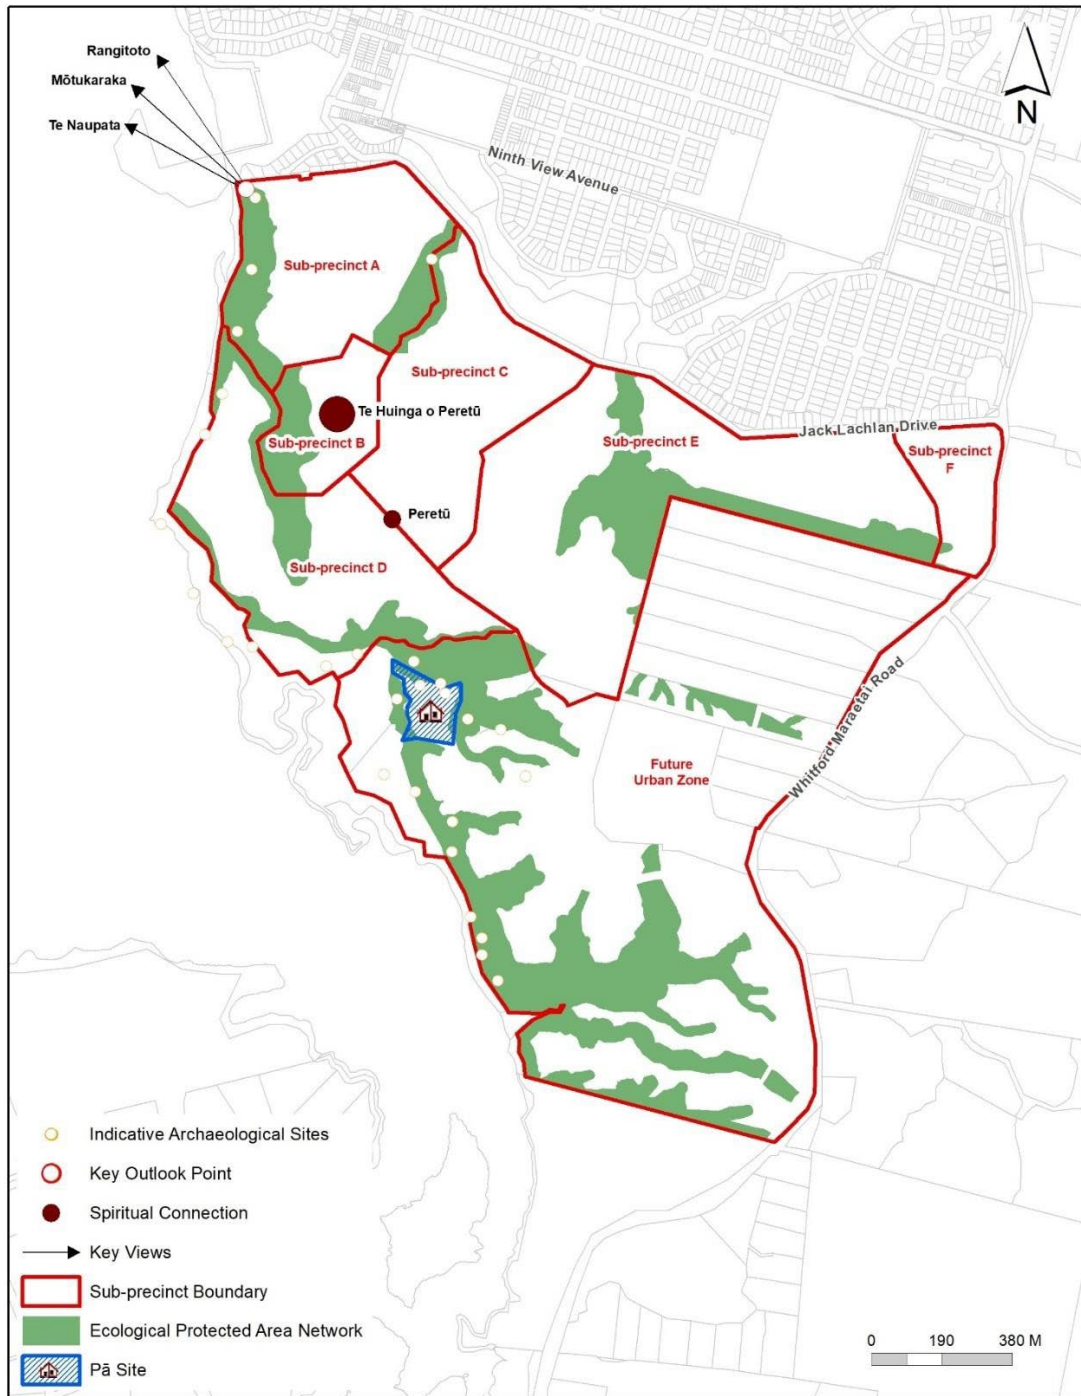 Rangitoto
Mōtukaraka
Te Naupata
N
Ninth View Avenue
Sub-precinct A
Sub-precinct C
Te Huinga o Peretū
Sub-precinct B
Jack Lachlan Drive
Sub-precinct E
Sub-precinct
F
Peretū
Sub-precinct D
Whitford Maraetai Road
Future
Urban Zone
Indicative Archaeological Sites
Key Outlook Point
Spiritual Connection
Key Views
Sub-precinct Boundary
Ecological Protected Area Network
Pā Site
0 190 380 M